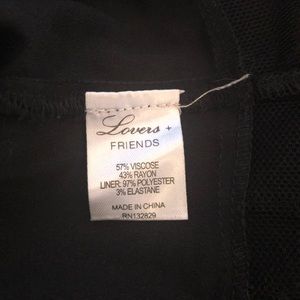 Lovers +
FRIENDS
57% VISCOSE
43% RAYON
LINER: 97% POLYESTER
3% ELASTANE
MADE IN CHINA
RN132829